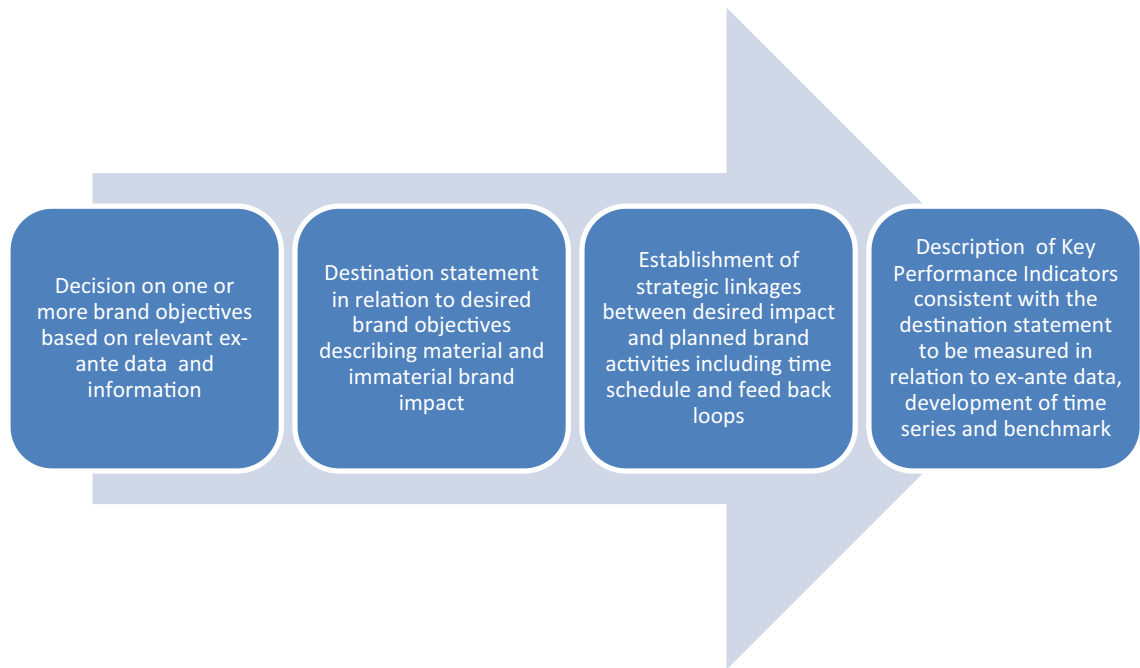 Decision on one or
more brand objectives
based on relevant ex-
ante data and
information
Destination statement
in relation to desired
brand objectives
describing material and
immaterial brand
impact
Establishment of
strategic linkages
between desired impact
and planned brand
activities including time
schedule and feed back
loops
Description of Key
Performance Indicators
consistent with the
destination statement
to be measured in
relation to ex-ante data,
development of time
series and benchmark